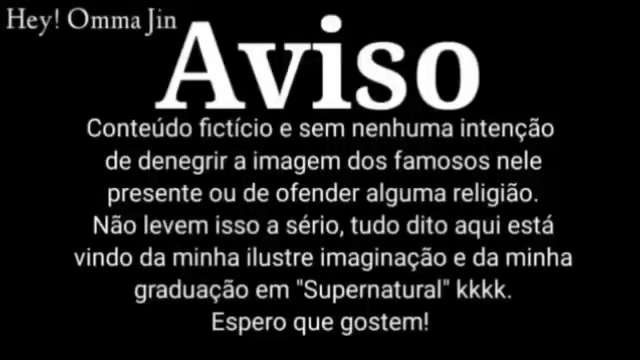 Hey! Omma Jin
Aviso
Conteúdo fictício e sem nenhuma intenção
de denegrir a imagem dos famosos nele
presente ou de ofender alguma religião.
Não levem isso a sério, tudo dito aqui está
vindo da minha ilustre imaginação e da minha
graduação em "Supernatural" kkkk.
Espero que gostem!